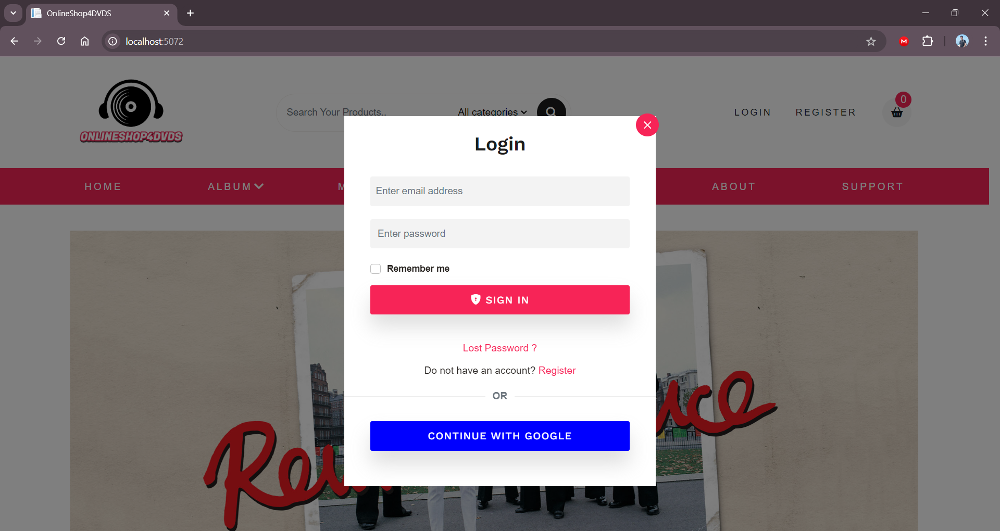 OnlineShop4DVDS
localhost:5072
ONLINESHOP4DVDS
Search Your Products..
All categories
LOGIN
REGISTER
0
Login
HOME
ALBUM
M
ABOUT
SUPPORT
Enter email address
Enter password
Remember me
SIGN IN
Lost Password ?
Do not have an account? Register
OR
CONTINUE WITH GOOGLE